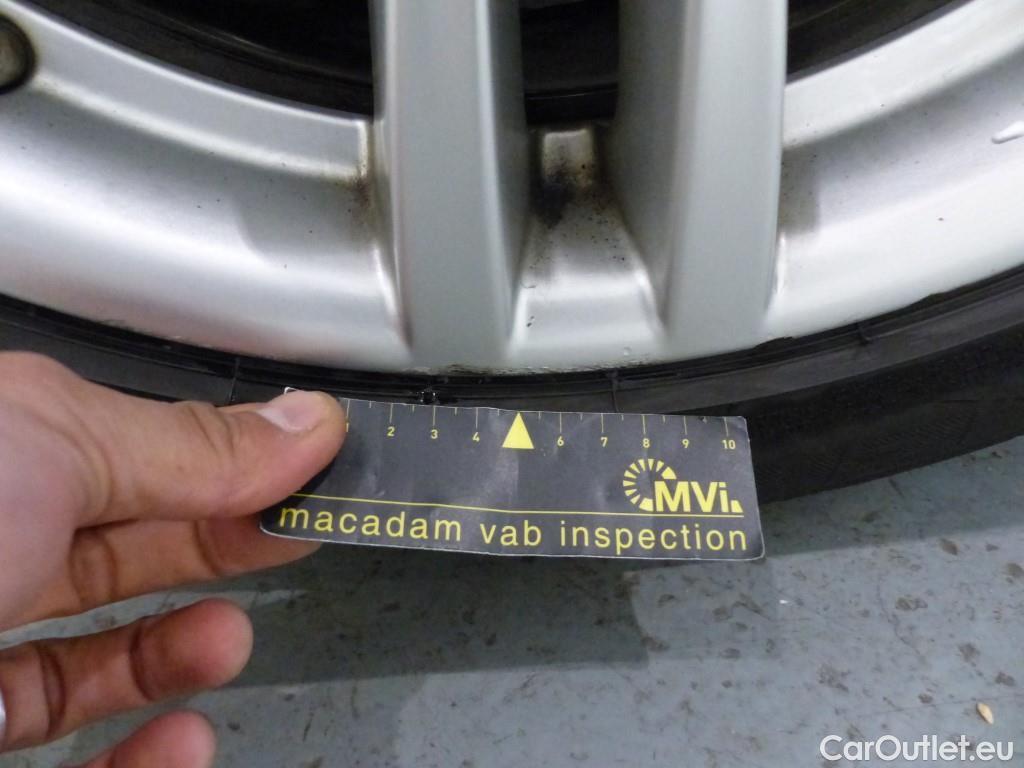 1 2 3 4 6 7 8 9 10
MVi
macadam vab inspection
CarOutlet.eu